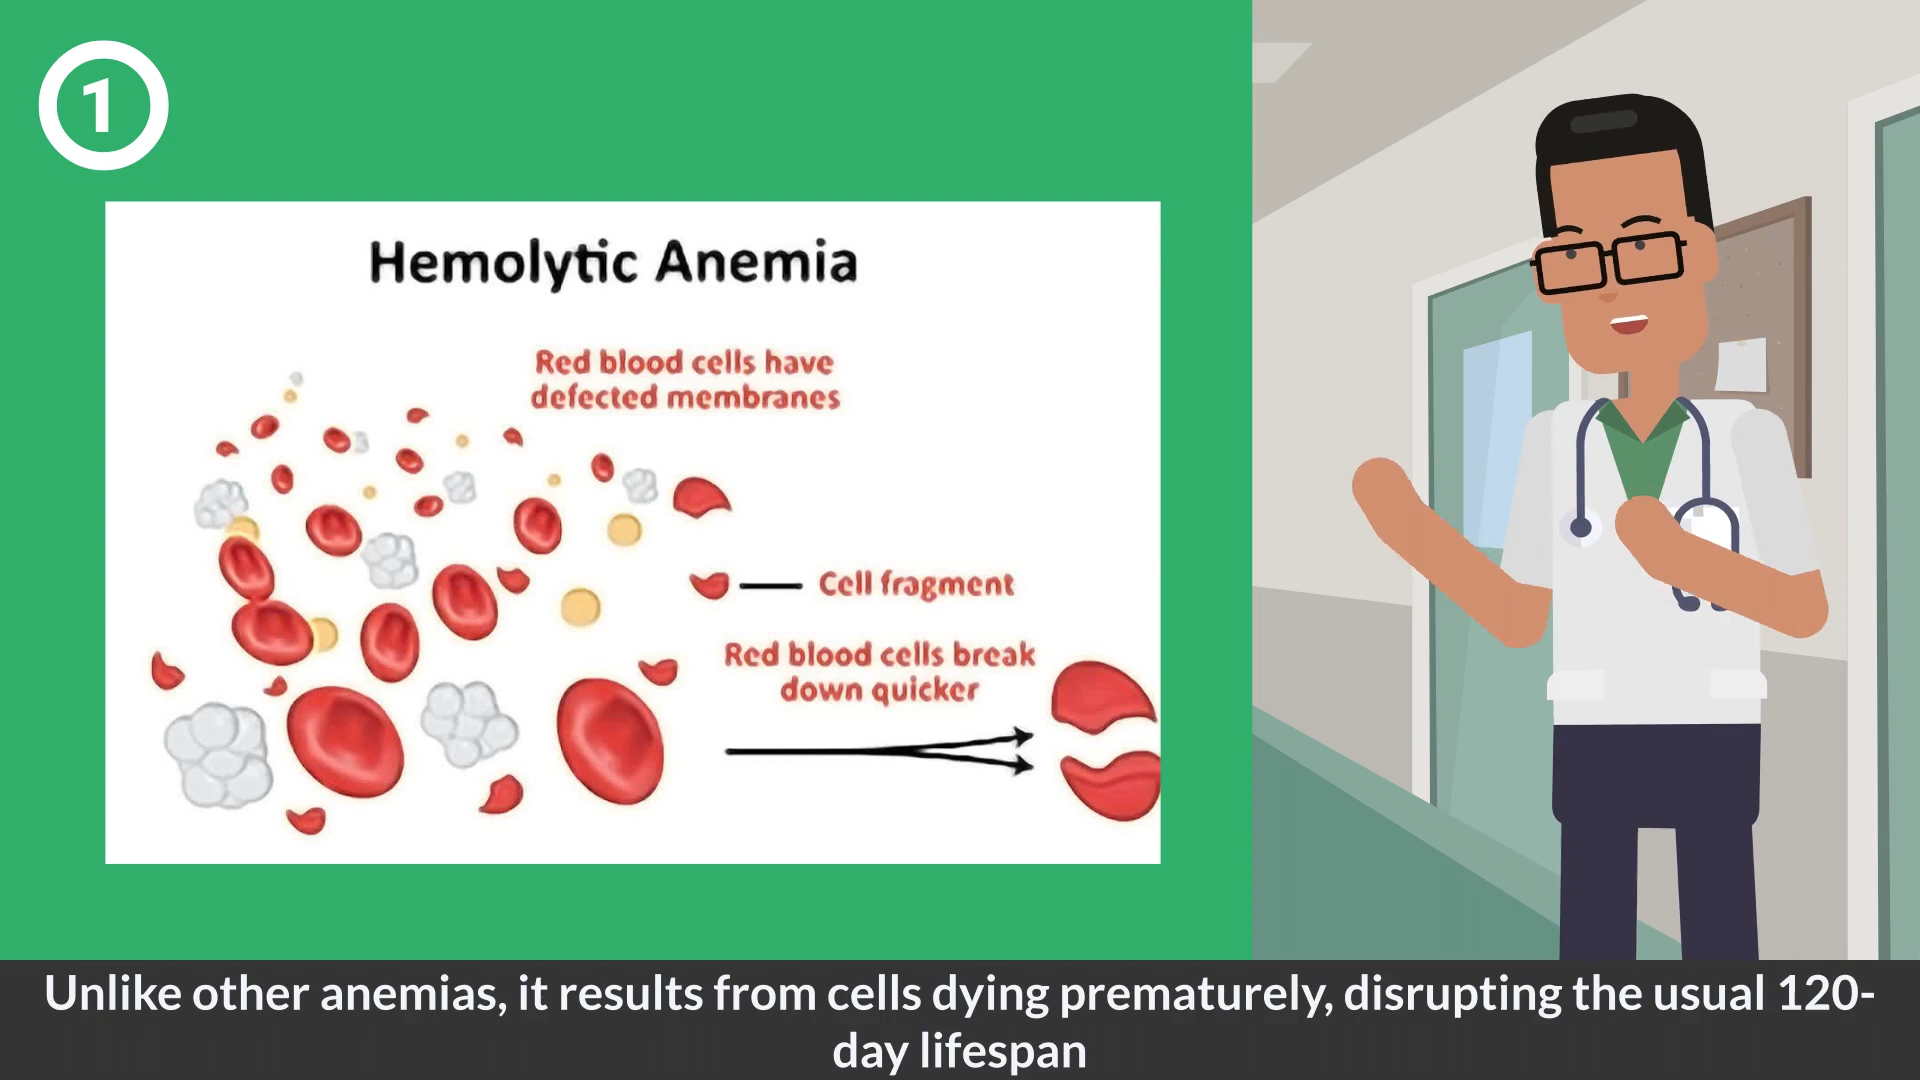 1
Hemolytic Anemia
Red blood cells have
defected membranes
Cell fragment
Red blood cells break
down quicker
Unlike other anemias, it results from cells dying prematurely, disrupting the usual 120-
day lifespan